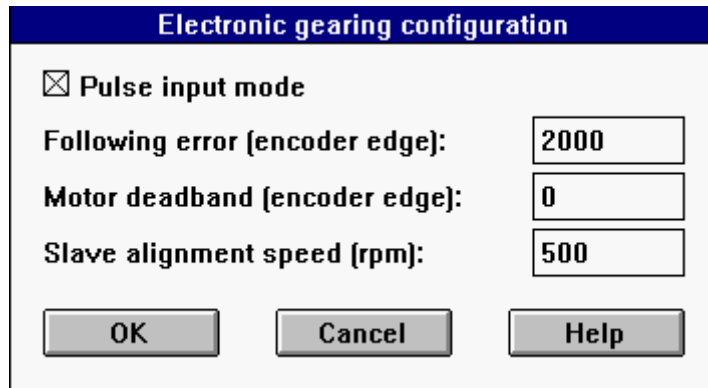 Electronic gearing configuration
Pulse input mode
Following error (encoder edge): 2000
Motor deadband (encoder edge): 0
Slave alignment speed (rpm): 500
OK Cancel Help